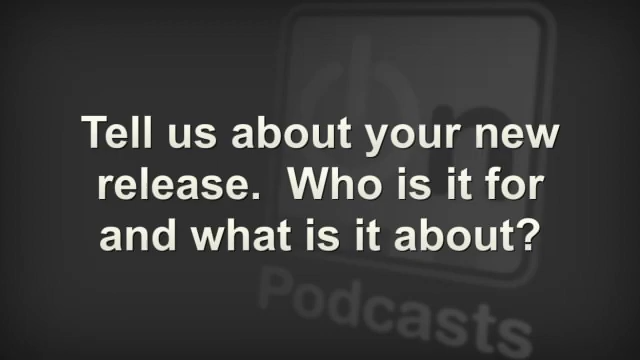 Tell us about your new
release.  Who is it for
and what is it about?
n
Podcasts